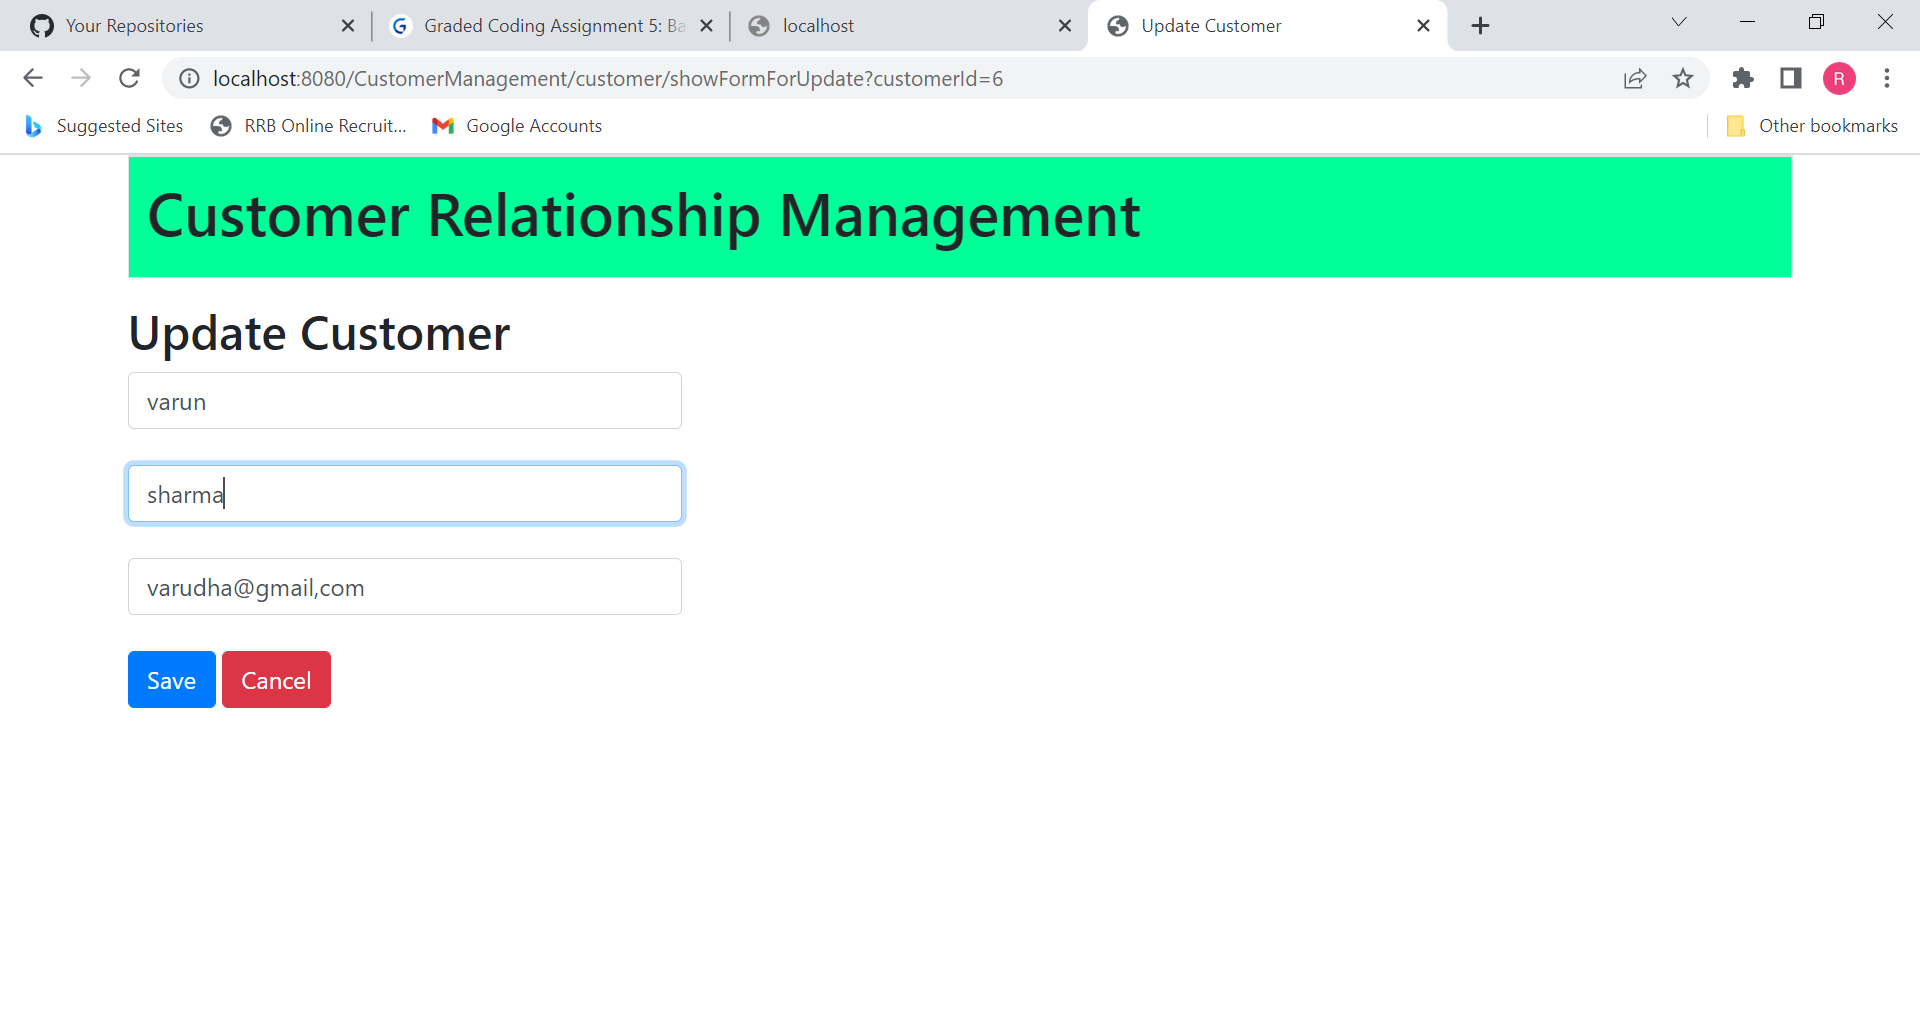 Your Repositories
Graded Coding Assignment 5: Ba
localhost
Update Customer
localhost:8080/CustomerManagement/customer/showFormForUpdate?customerId=6
R
Suggested Sites
RRB Online Recruit...
Google Accounts
Other bookmarks
Customer Relationship Management
Update Customer
varun
sharma
varudha@gmail,com
Save Cancel